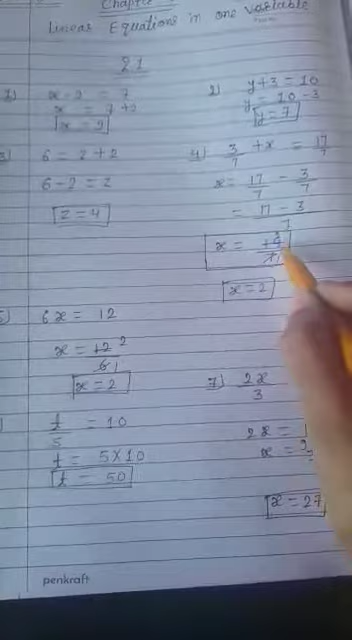 Chapter
Linear Equations in one variable
2.1
x - 2 = 7
x = 7 + 2
x = 9
2) y + 3 = 10
y = 10 - 3
y = 7
6 = z + 2
6 - 2 = z
z = 4
4) 3/7 + x = 17/7
x = 17/7 - 3/7
= 17 - 3
7
x =
x = 2
6x = 12
x = 12 2
6 1
x = 2
t/5 = 10
t = 5 × 10
t = 50
7) 2x/3
2x =
x =
x = 27
penkraft